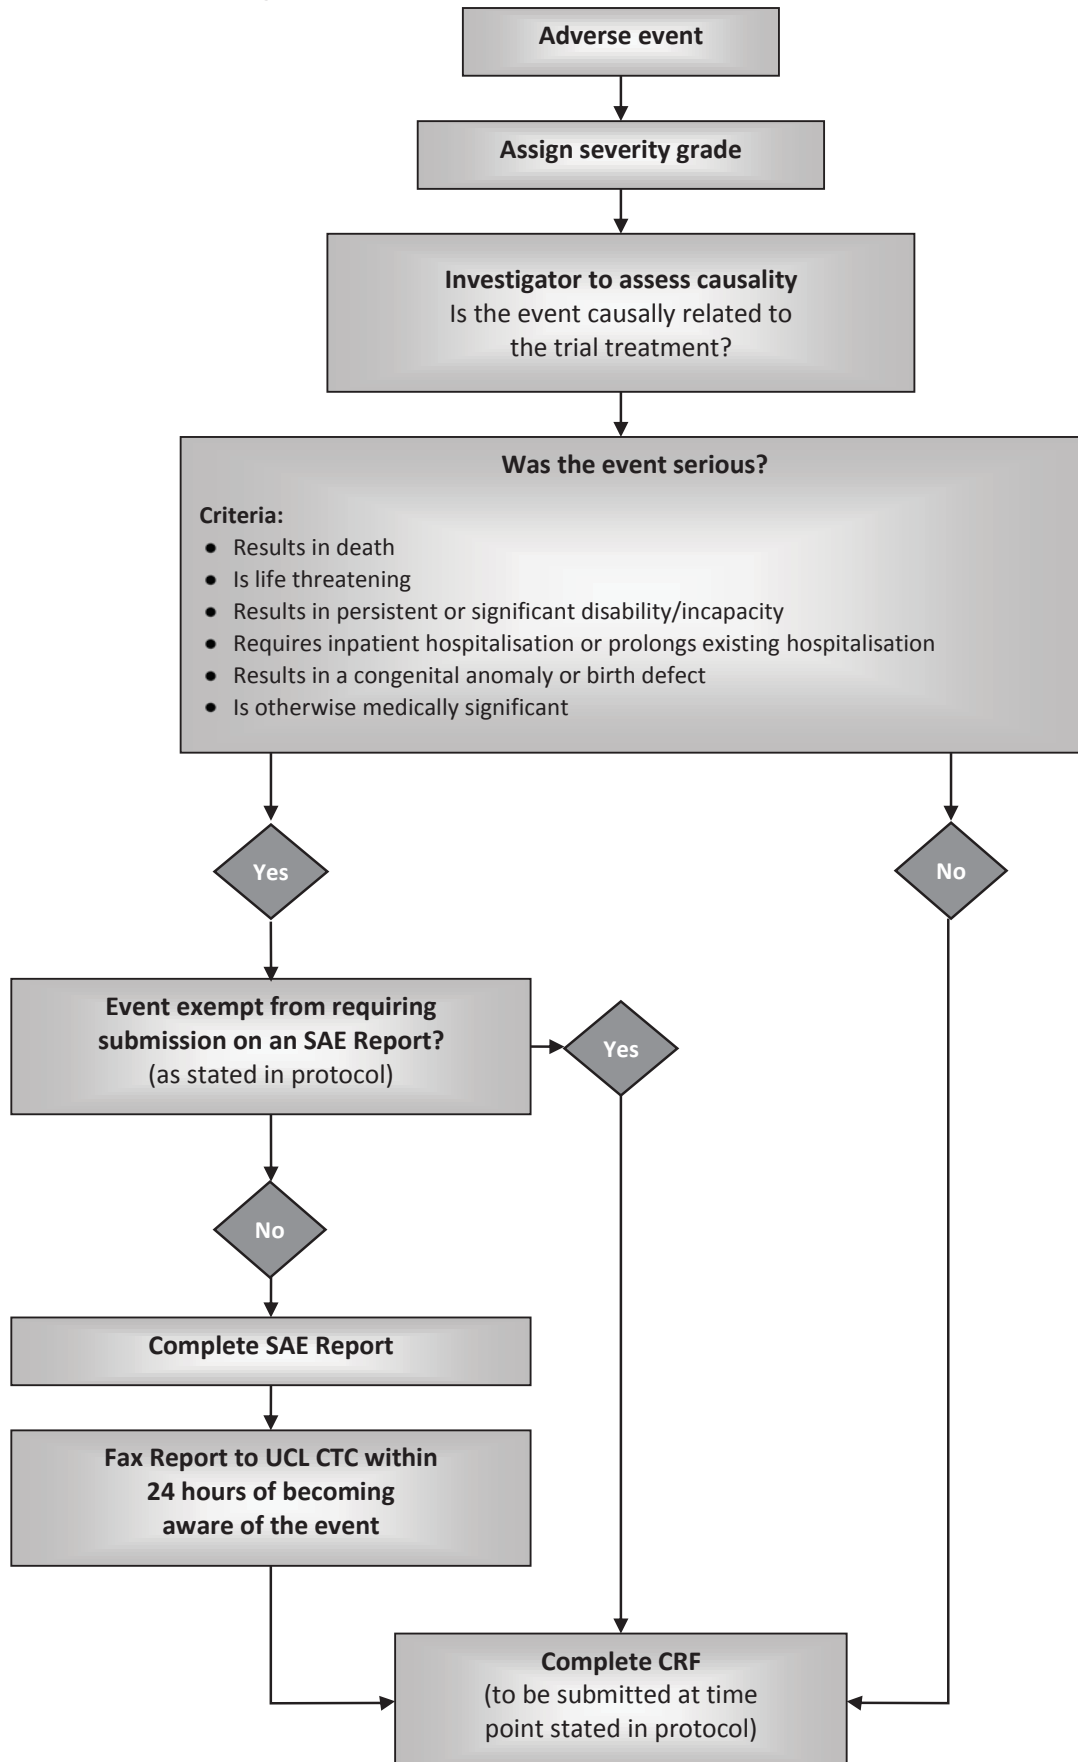 Adverse event
Assign severity grade
Investigator to assess causality
Is the event causally related to
the trial treatment?
Was the event serious?
Criteria:
● Results in death
● Is life threatening
● Results in persistent or significant disability/incapacity
● Requires inpatient hospitalisation or prolongs existing hospitalisation
● Results in a congenital anomaly or birth defect
● Is otherwise medically significant
Yes
No
Event exempt from requiring
submission on an SAE Report?
(as stated in protocol)
Yes
No
Complete SAE Report
Fax Report to UCL CTC within
24 hours of becoming
aware of the event
Complete CRF
(to be submitted at time
point stated in protocol)